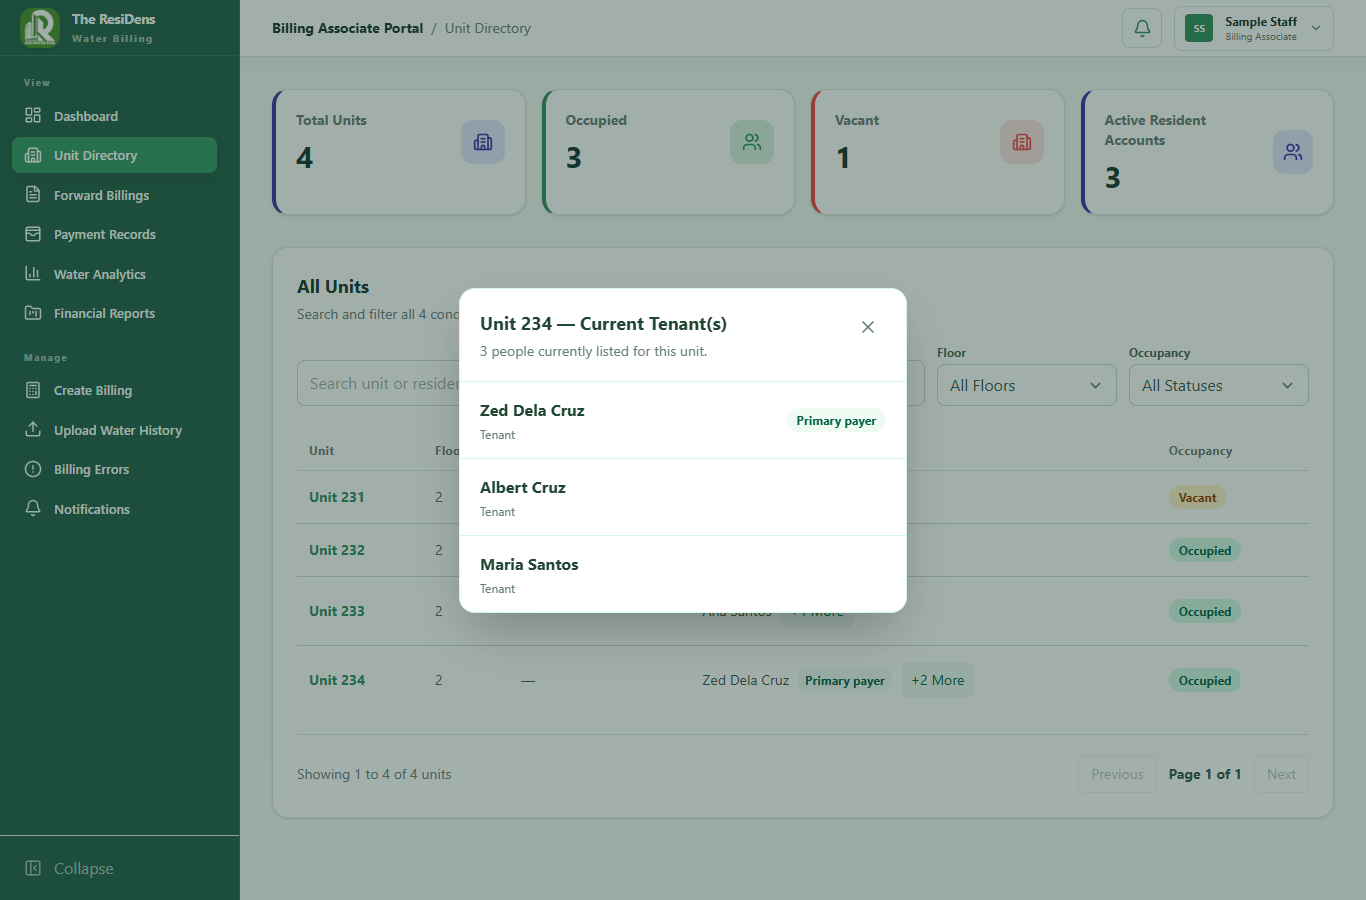 The ResiDens
Water Billing
View
Dashboard
Unit Directory
Forward Billings
Payment Records
Water Analytics
Financial Reports
Manage
Create Billing
Upload Water History
Billing Errors
Notifications
Collapse
Billing Associate Portal / Unit Directory
SS
Sample Staff
Billing Associate
Total Units
4
Occupied
3
Vacant
1
Active Resident
Accounts
3
All Units
Search and filter all 4 cond
Search unit or resider
Floor
All Floors
Occupancy
All Statuses
Unit Floo Occupancy
Unit 231 2 Vacant
Unit 232 2 Occupied
Unit 233 2 Ana Santos +1 More Occupied
Unit 234 2 — Zed Dela Cruz Primary payer +2 More Occupied
Showing 1 to 4 of 4 units
Previous Page 1 of 1 Next
Unit 234 — Current Tenant(s)
3 people currently listed for this unit.
Zed Dela Cruz
Tenant
Primary payer
Albert Cruz
Tenant
Maria Santos
Tenant